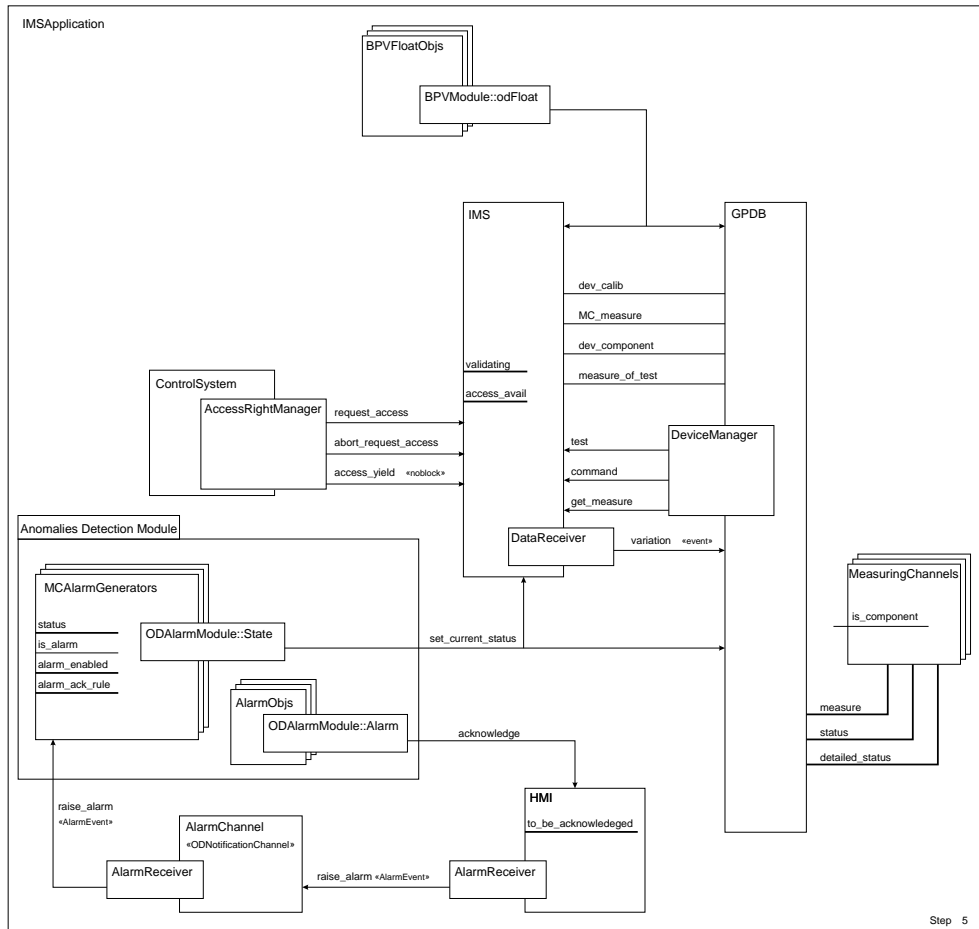 IMSApplication
BPVFloatObjs
BPVModule::odFloat
IMS
GPDB
dev_calib
MC_measure
dev_component
measure_of_test
validating
access_avail
ControlSystem
AccessRightManager
request_access
abort_request_access
access_yield «noblock»
DeviceManager
test
command
get_measure
DataReceiver
variation «event»
Anomalies Detection Module
MCAlarmGenerators
status
is_alarm
alarm_enabled
alarm_ack_rule
ODAlarmModule::State
set_current_status
MeasuringChannels
is_component
measure
status
detailed_status
AlarmObjs
ODAlarmModule::Alarm
acknowledge
HMI
to_be_acknowledeged
raise_alarm
«AlarmEvent»
AlarmChannel
«ODNotificationChannel»
AlarmReceiver
raise_alarm «AlarmEvent»
AlarmReceiver
Step 5